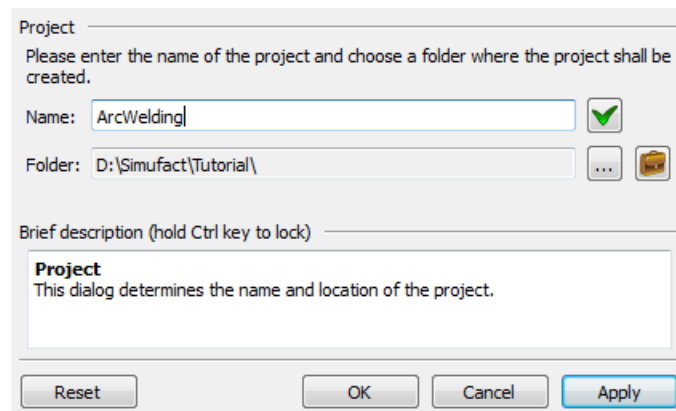 Project
Please enter the name of the project and choose a folder where the project shall be
created.
Name: ArcWelding
Folder: D:\Simufact\Tutorial\ ...
Brief description (hold Ctrl key to lock)
Project
This dialog determines the name and location of the project.
Reset OK Cancel Apply